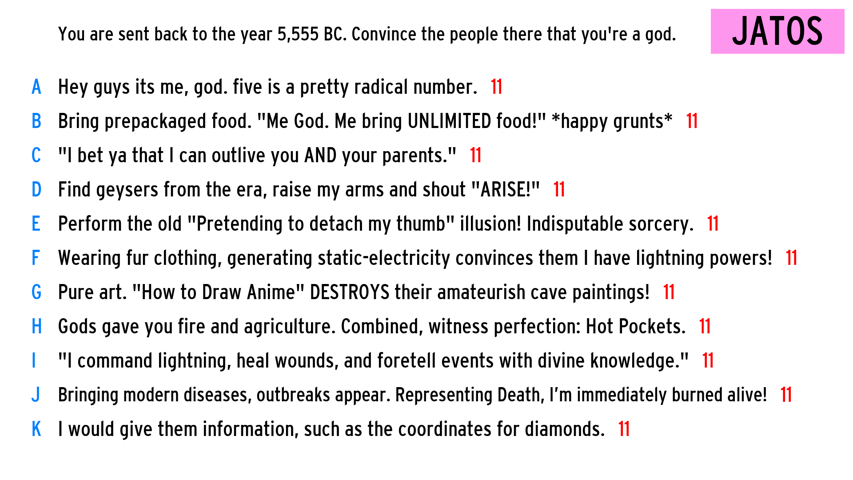 You are sent back to the year 5,555 BC. Convince the people there that you're a god.
JATOS
A Hey guys its me, god. five is a pretty radical number. 11
B Bring prepackaged food. "Me God. Me bring UNLIMITED food!" *happy grunts* 11
C "I bet ya that I can outlive you AND your parents." 11
D Find geysers from the era, raise my arms and shout "ARISE!" 11
E Perform the old "Pretending to detach my thumb" illusion! Indisputable sorcery. 11
F Wearing fur clothing, generating static-electricity convinces them I have lightning powers! 11
G Pure art. "How to Draw Anime" DESTROYS their amateurish cave paintings! 11
H Gods gave you fire and agriculture. Combined, witness perfection: Hot Pockets. 11
I "I command lightning, heal wounds, and foretell events with divine knowledge." 11
J Bringing modern diseases, outbreaks appear. Representing Death, I'm immediately burned alive! 11
K I would give them information, such as the coordinates for diamonds. 11